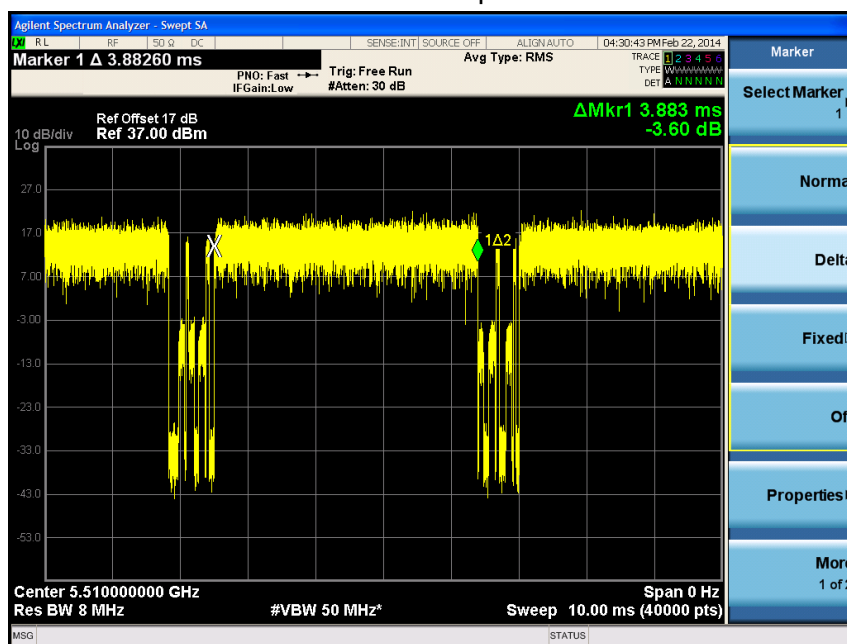 Agilent Spectrum Analyzer - Swept SA
LXI RL RF 50 Ω DC SENSE:INT SOURCE OFF ALIGNAUTO 04:30:43 PM Feb 22, 2014
Marker 1 Δ 3.88260 ms
PNO: Fast
IFGain:Low
Trig: Free Run
#Atten: 30 dB
Avg Type: RMS
TRACE 1 2 3 4 5 6
TYPE WWWWWW
DET A N N N N N
ΔMkr1 3.883 ms
-3.60 dB
Ref Offset 17 dB
10 dB/div Ref 37.00 dBm
Log
27.0
17.0
7.00
-3.00
-13.0
-23.0
-33.0
-43.0
-53.0
X
1Δ2
Center 5.510000000 GHz Span 0 Hz
Res BW 8 MHz #VBW 50 MHz* Sweep 10.00 ms (40000 pts)
MSG STATUS
Marker
Select Marker
1
Norma
Delta
Fixed
Of
Properties
More
1 of 2